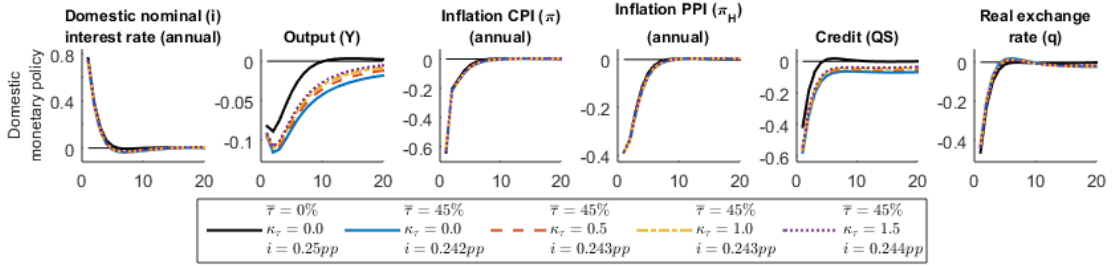 Domestic nominal (i)
interest rate (annual)
Output (Y)
Inflation CPI (π)
(annual)
Inflation PPI (π_H)
(annual)
Credit (QS)
Real exchange
rate (q)
Domestic
monetary policy
0.8
0.4
0
0 10 20
0
-0.05
-0.1
0 10 20
0
-0.2
-0.4
-0.6
0 10 20
0
-0.2
-0.4
0 10 20
0
-0.2
-0.4
-0.6
0 10 20
0.2
0
-0.2
-0.4
0 10 20
τ̅ = 0% τ̅ = 45% τ̅ = 45% τ̅ = 45% τ̅ = 45%
κ_τ = 0.0 κ_τ = 0.0 κ_τ = 0.5 κ_τ = 1.0 κ_τ = 1.5
i = 0.25pp i = 0.242pp i = 0.243pp i = 0.243pp i = 0.244pp